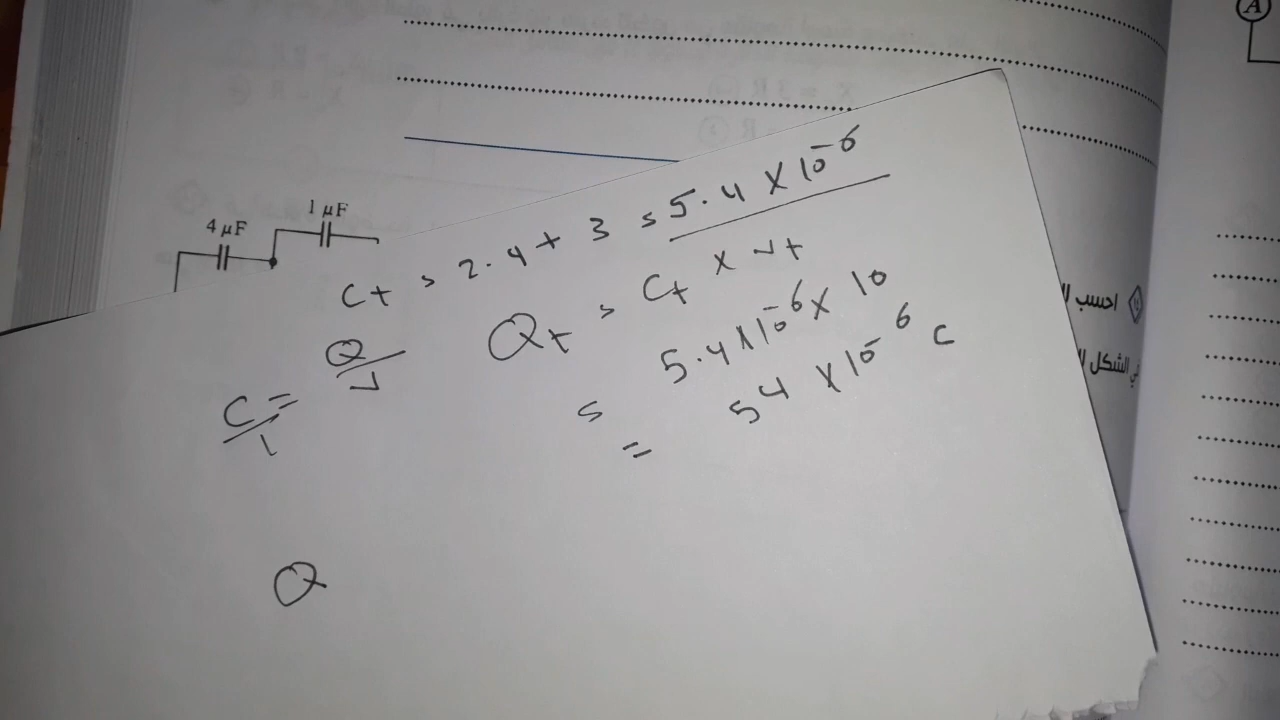 A
1 µF
4 µF
Ct = 2.4 + 3 = 5.4 X 10⁻⁶
Qt = Ct X Vt
5.4 X 10⁻⁶ X 10
= 54 X 10⁻⁶ C
C = Q/V
Q
احسب
في الشكل